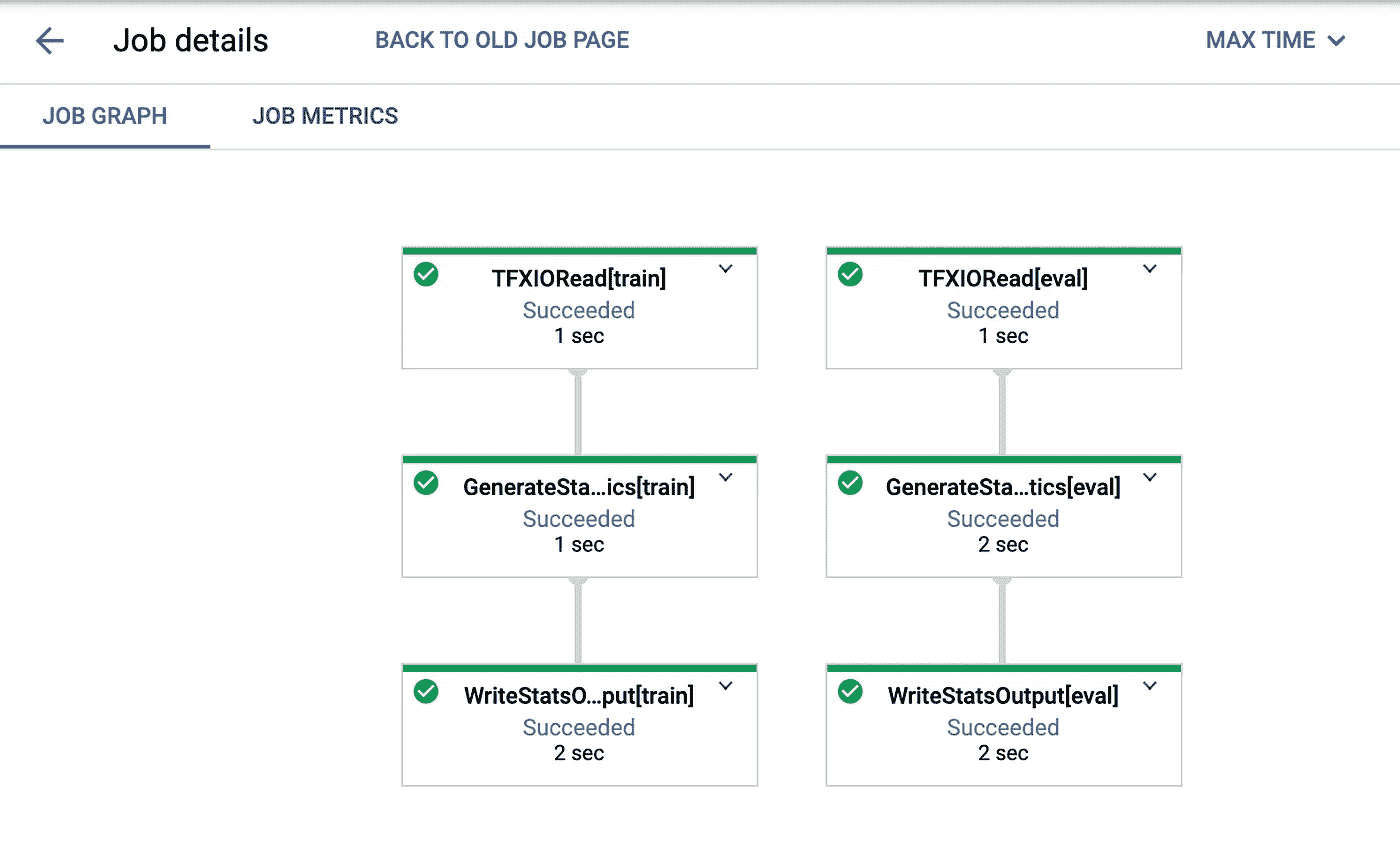 Job details
BACK TO OLD JOB PAGE
MAX TIME
JOB GRAPH
JOB METRICS
TFXIORead[train]
Succeeded
1 sec
TFXIORead[eval]
Succeeded
1 sec
GenerateSta...ics[train]
Succeeded
1 sec
GenerateSta...tics[eval]
Succeeded
2 sec
WriteStatsO...put[train]
Succeeded
2 sec
WriteStatsOutput[eval]
Succeeded
2 sec